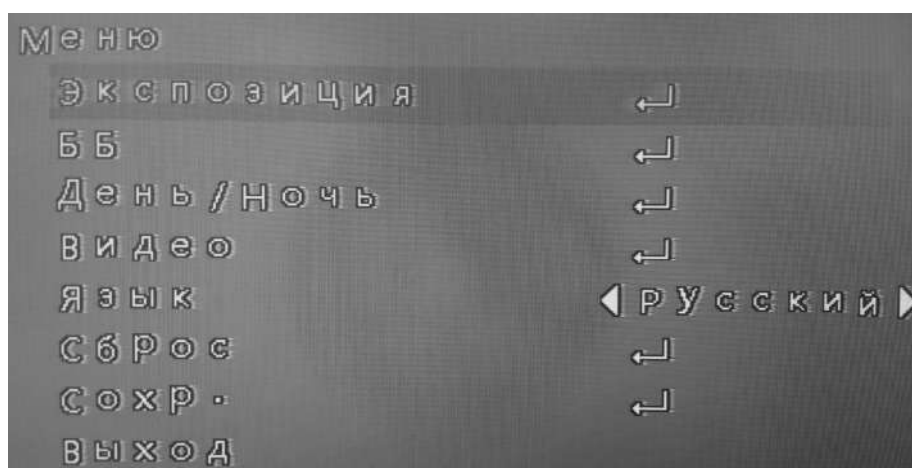 Меню
Экспозиция
ББ
День/Ночь
Видео
Язык Русский
Сброс
Сохр.
Выход